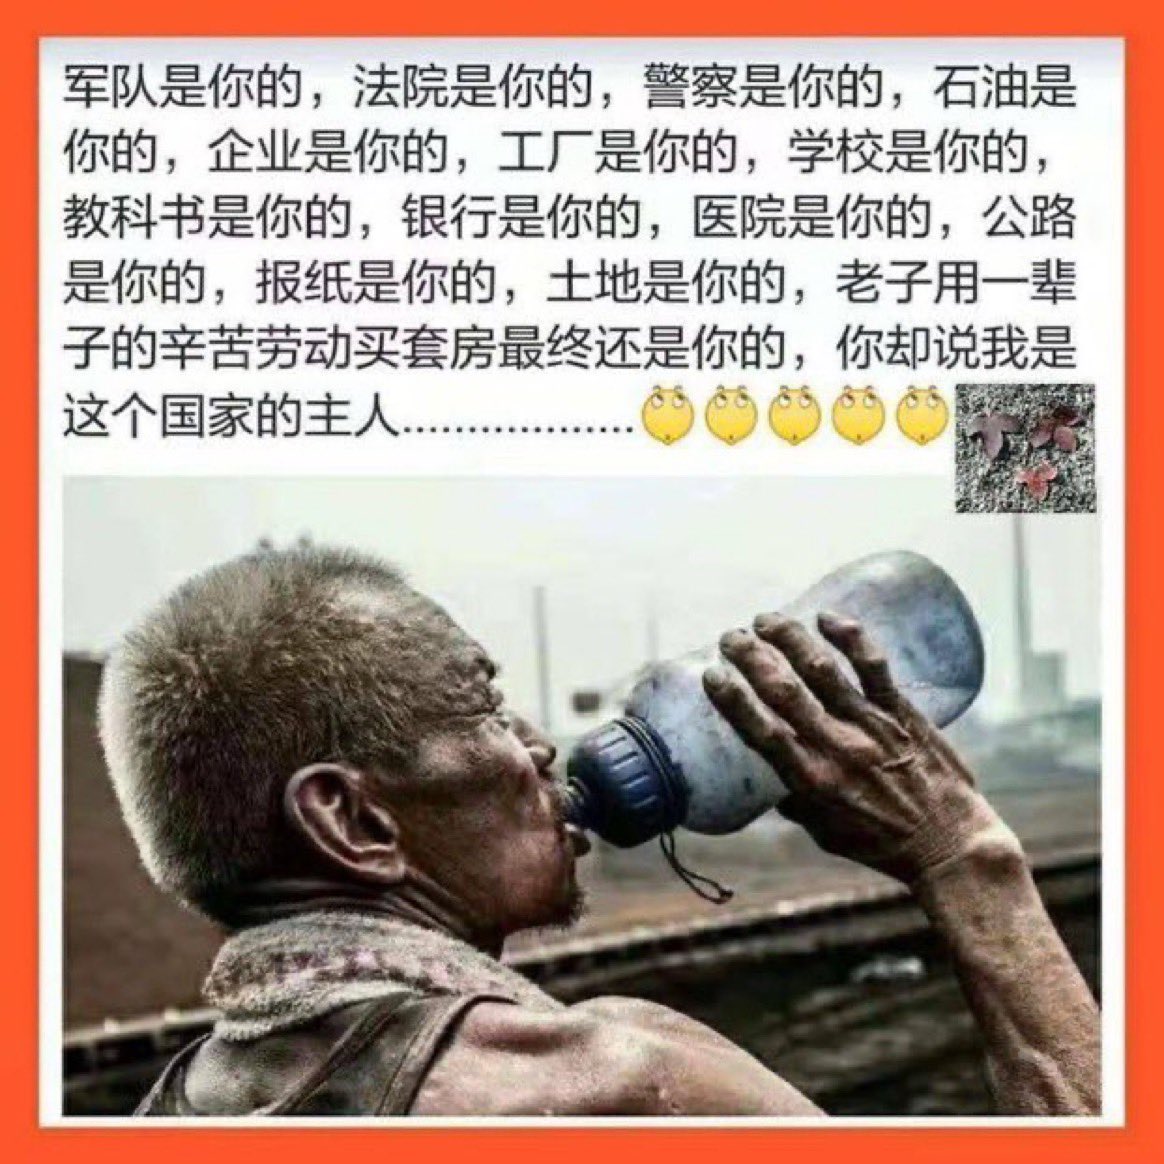 军队是你的，法院是你的，警察是你的，石油是
你的，企业是你的，工厂是你的，学校是你的，
教科书是你的，银行是你的，医院是你的，公路
是你的，报纸是你的，土地是你的，老子用一辈
子的辛苦劳动买套房最终还是你的，你却说我是
这个国家的主人..................